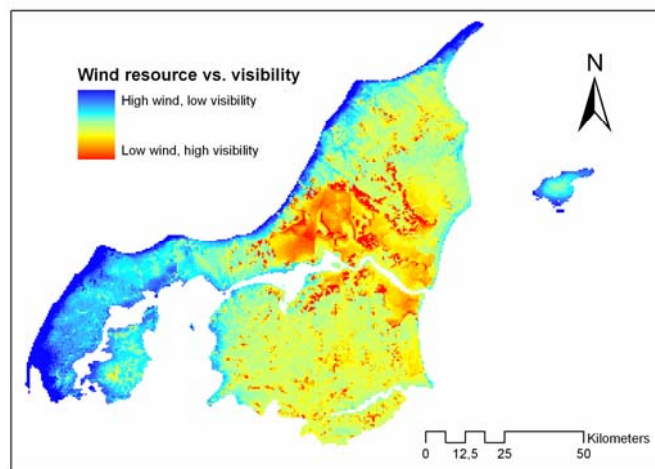 Wind resource vs. visibility
High wind, low visibility
Low wind, high visibility
N
Kilometers
0 12,5 25 50